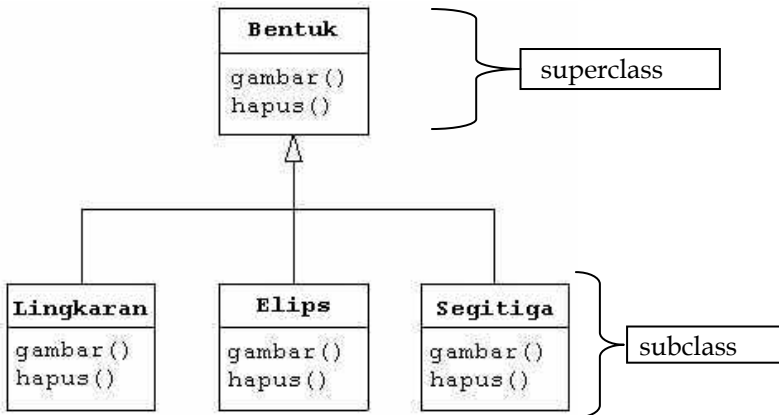 Bentuk
gambar()
hapus()
superclass
Lingkaran
gambar()
hapus()
Elips
gambar()
hapus()
Segitiga
gambar()
hapus()
subclass